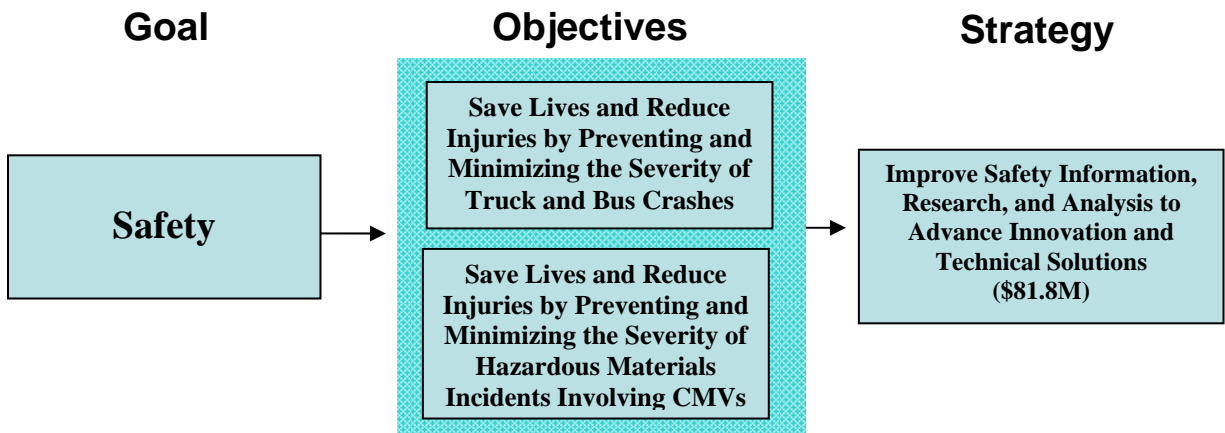 Goal
Objectives
Strategy
Safety
Save Lives and Reduce
Injuries by Preventing and
Minimizing the Severity of
Truck and Bus Crashes
Save Lives and Reduce
Injuries by Preventing and
Minimizing the Severity of
Hazardous Materials
Incidents Involving CMVs
Improve Safety Information,
Research, and Analysis to
Advance Innovation and
Technical Solutions
($81.8M)